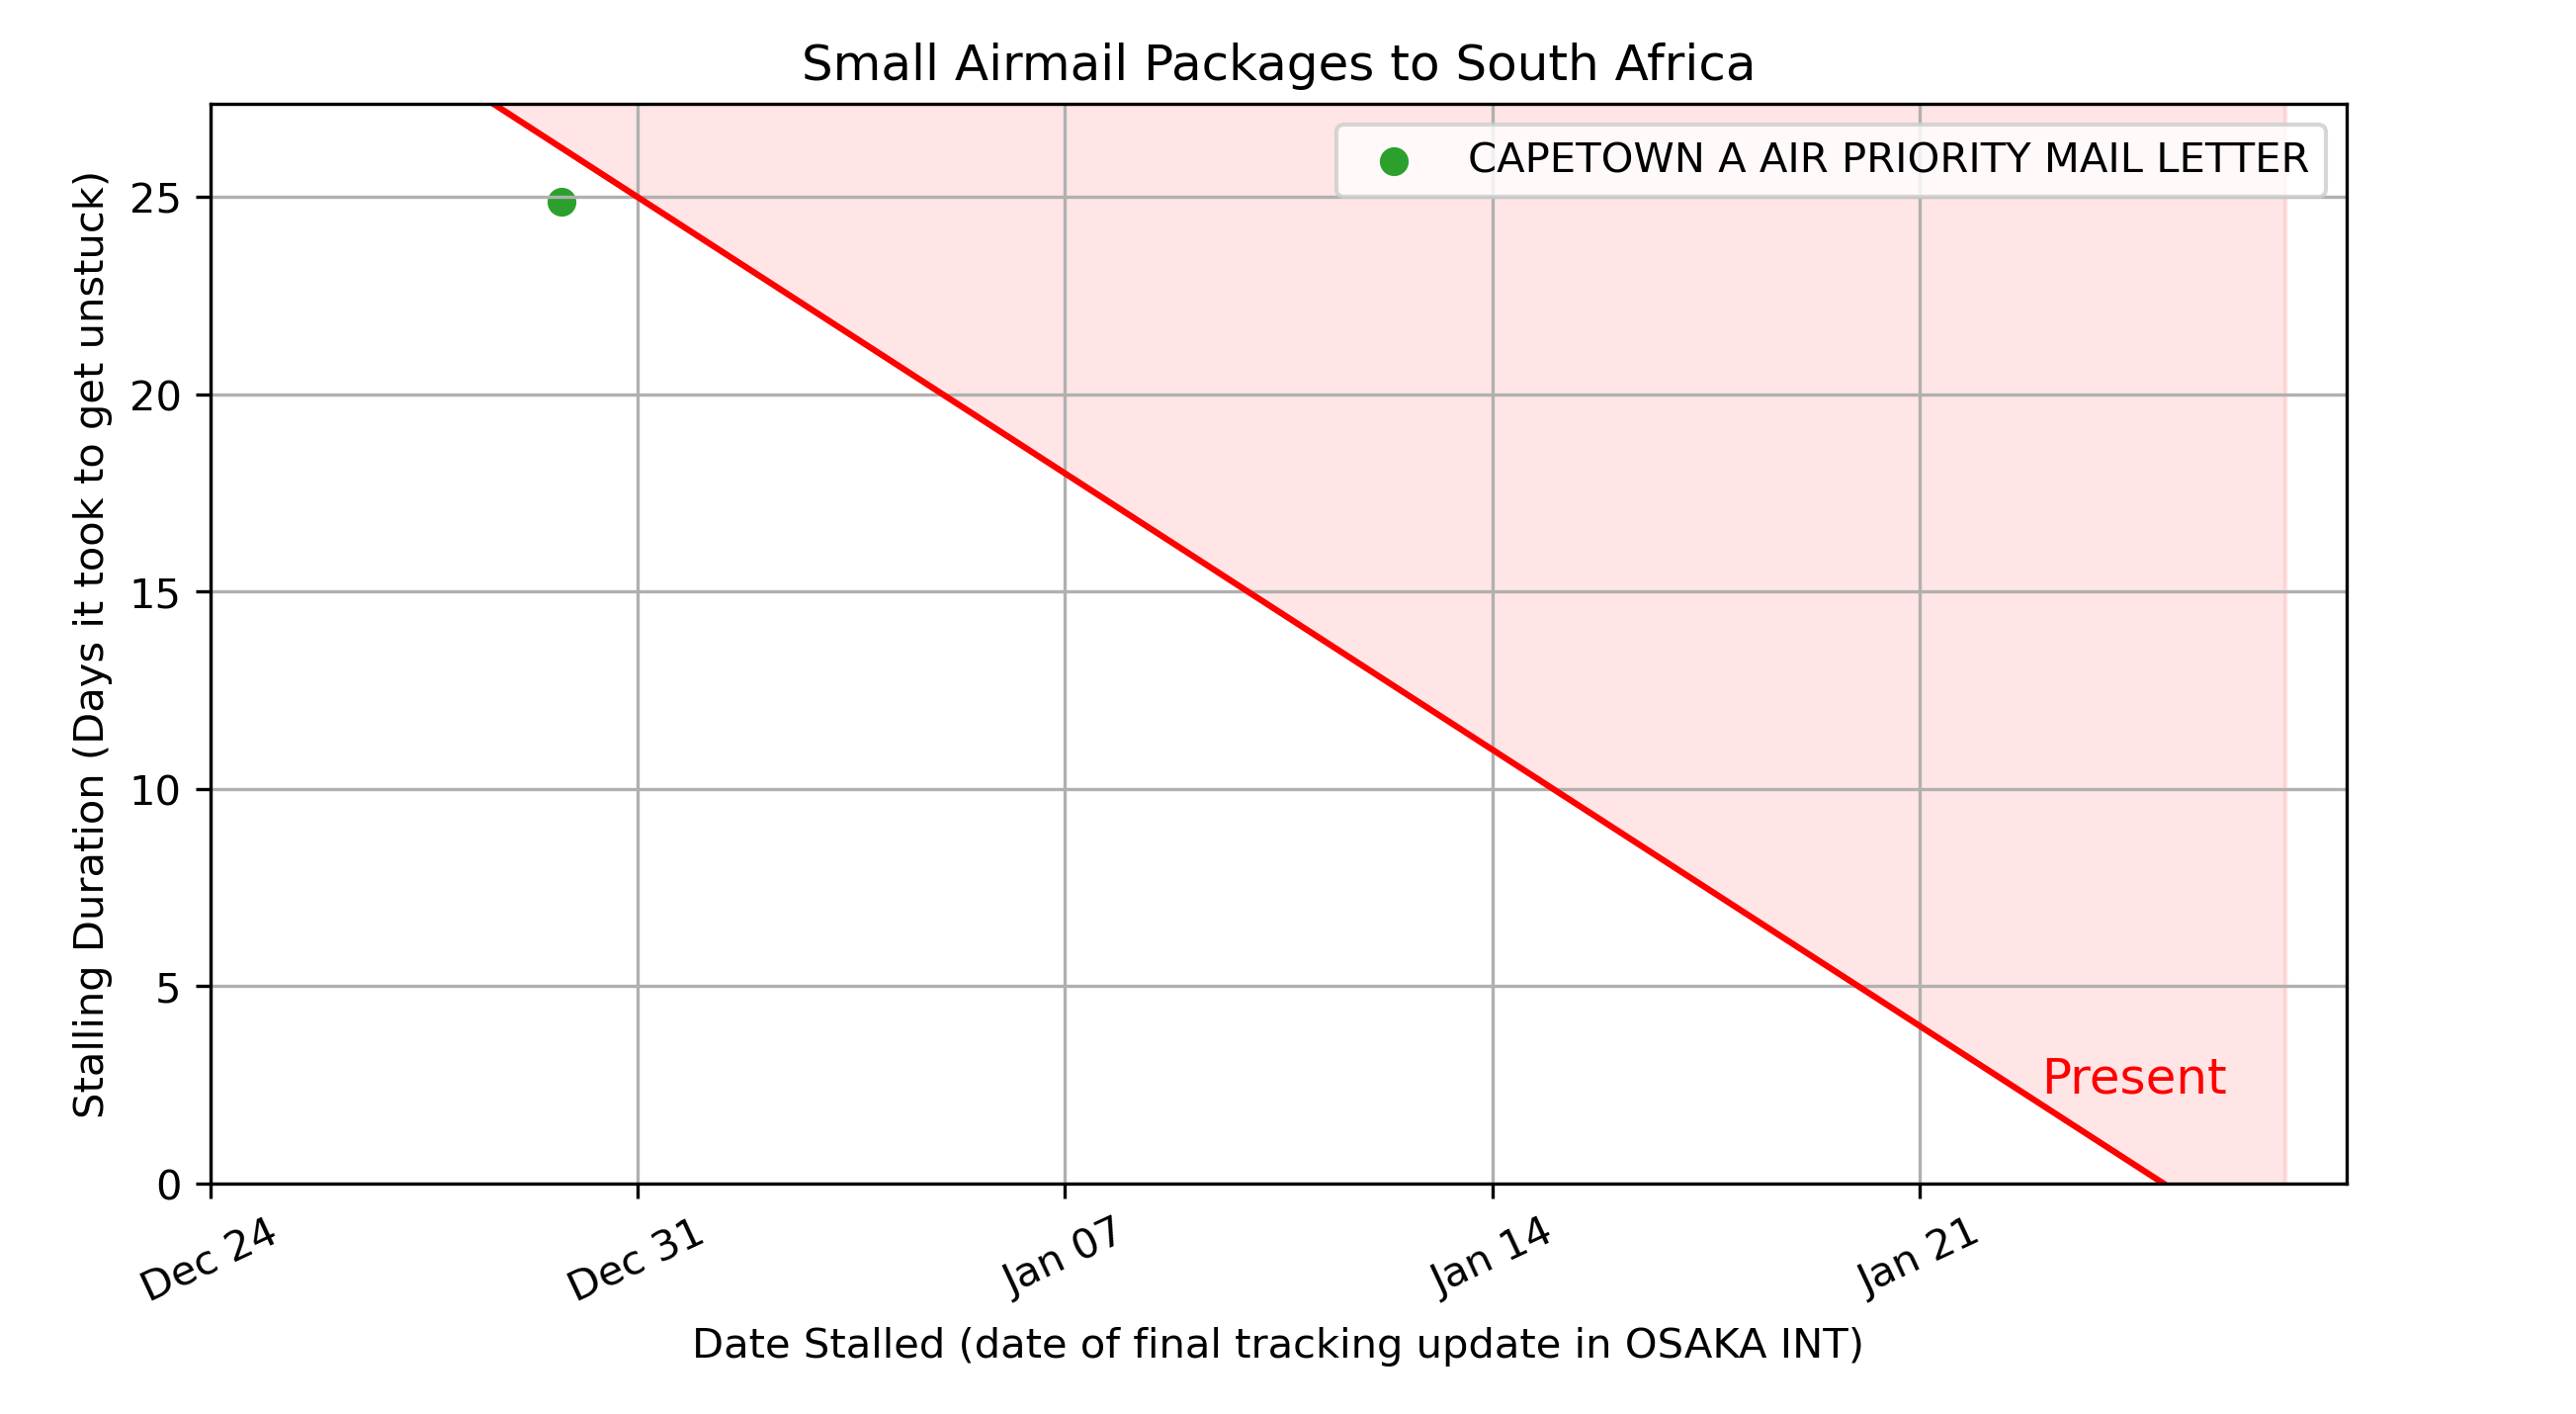 Small Airmail Packages to South Africa
CAPETOWN A AIR PRIORITY MAIL LETTER
Stalling Duration (Days it took to get unstuck)
25
20
15
10
5
0
Present
Dec 24
Dec 31
Jan 07
Jan 14
Jan 21
Date Stalled (date of final tracking update in OSAKA INT)